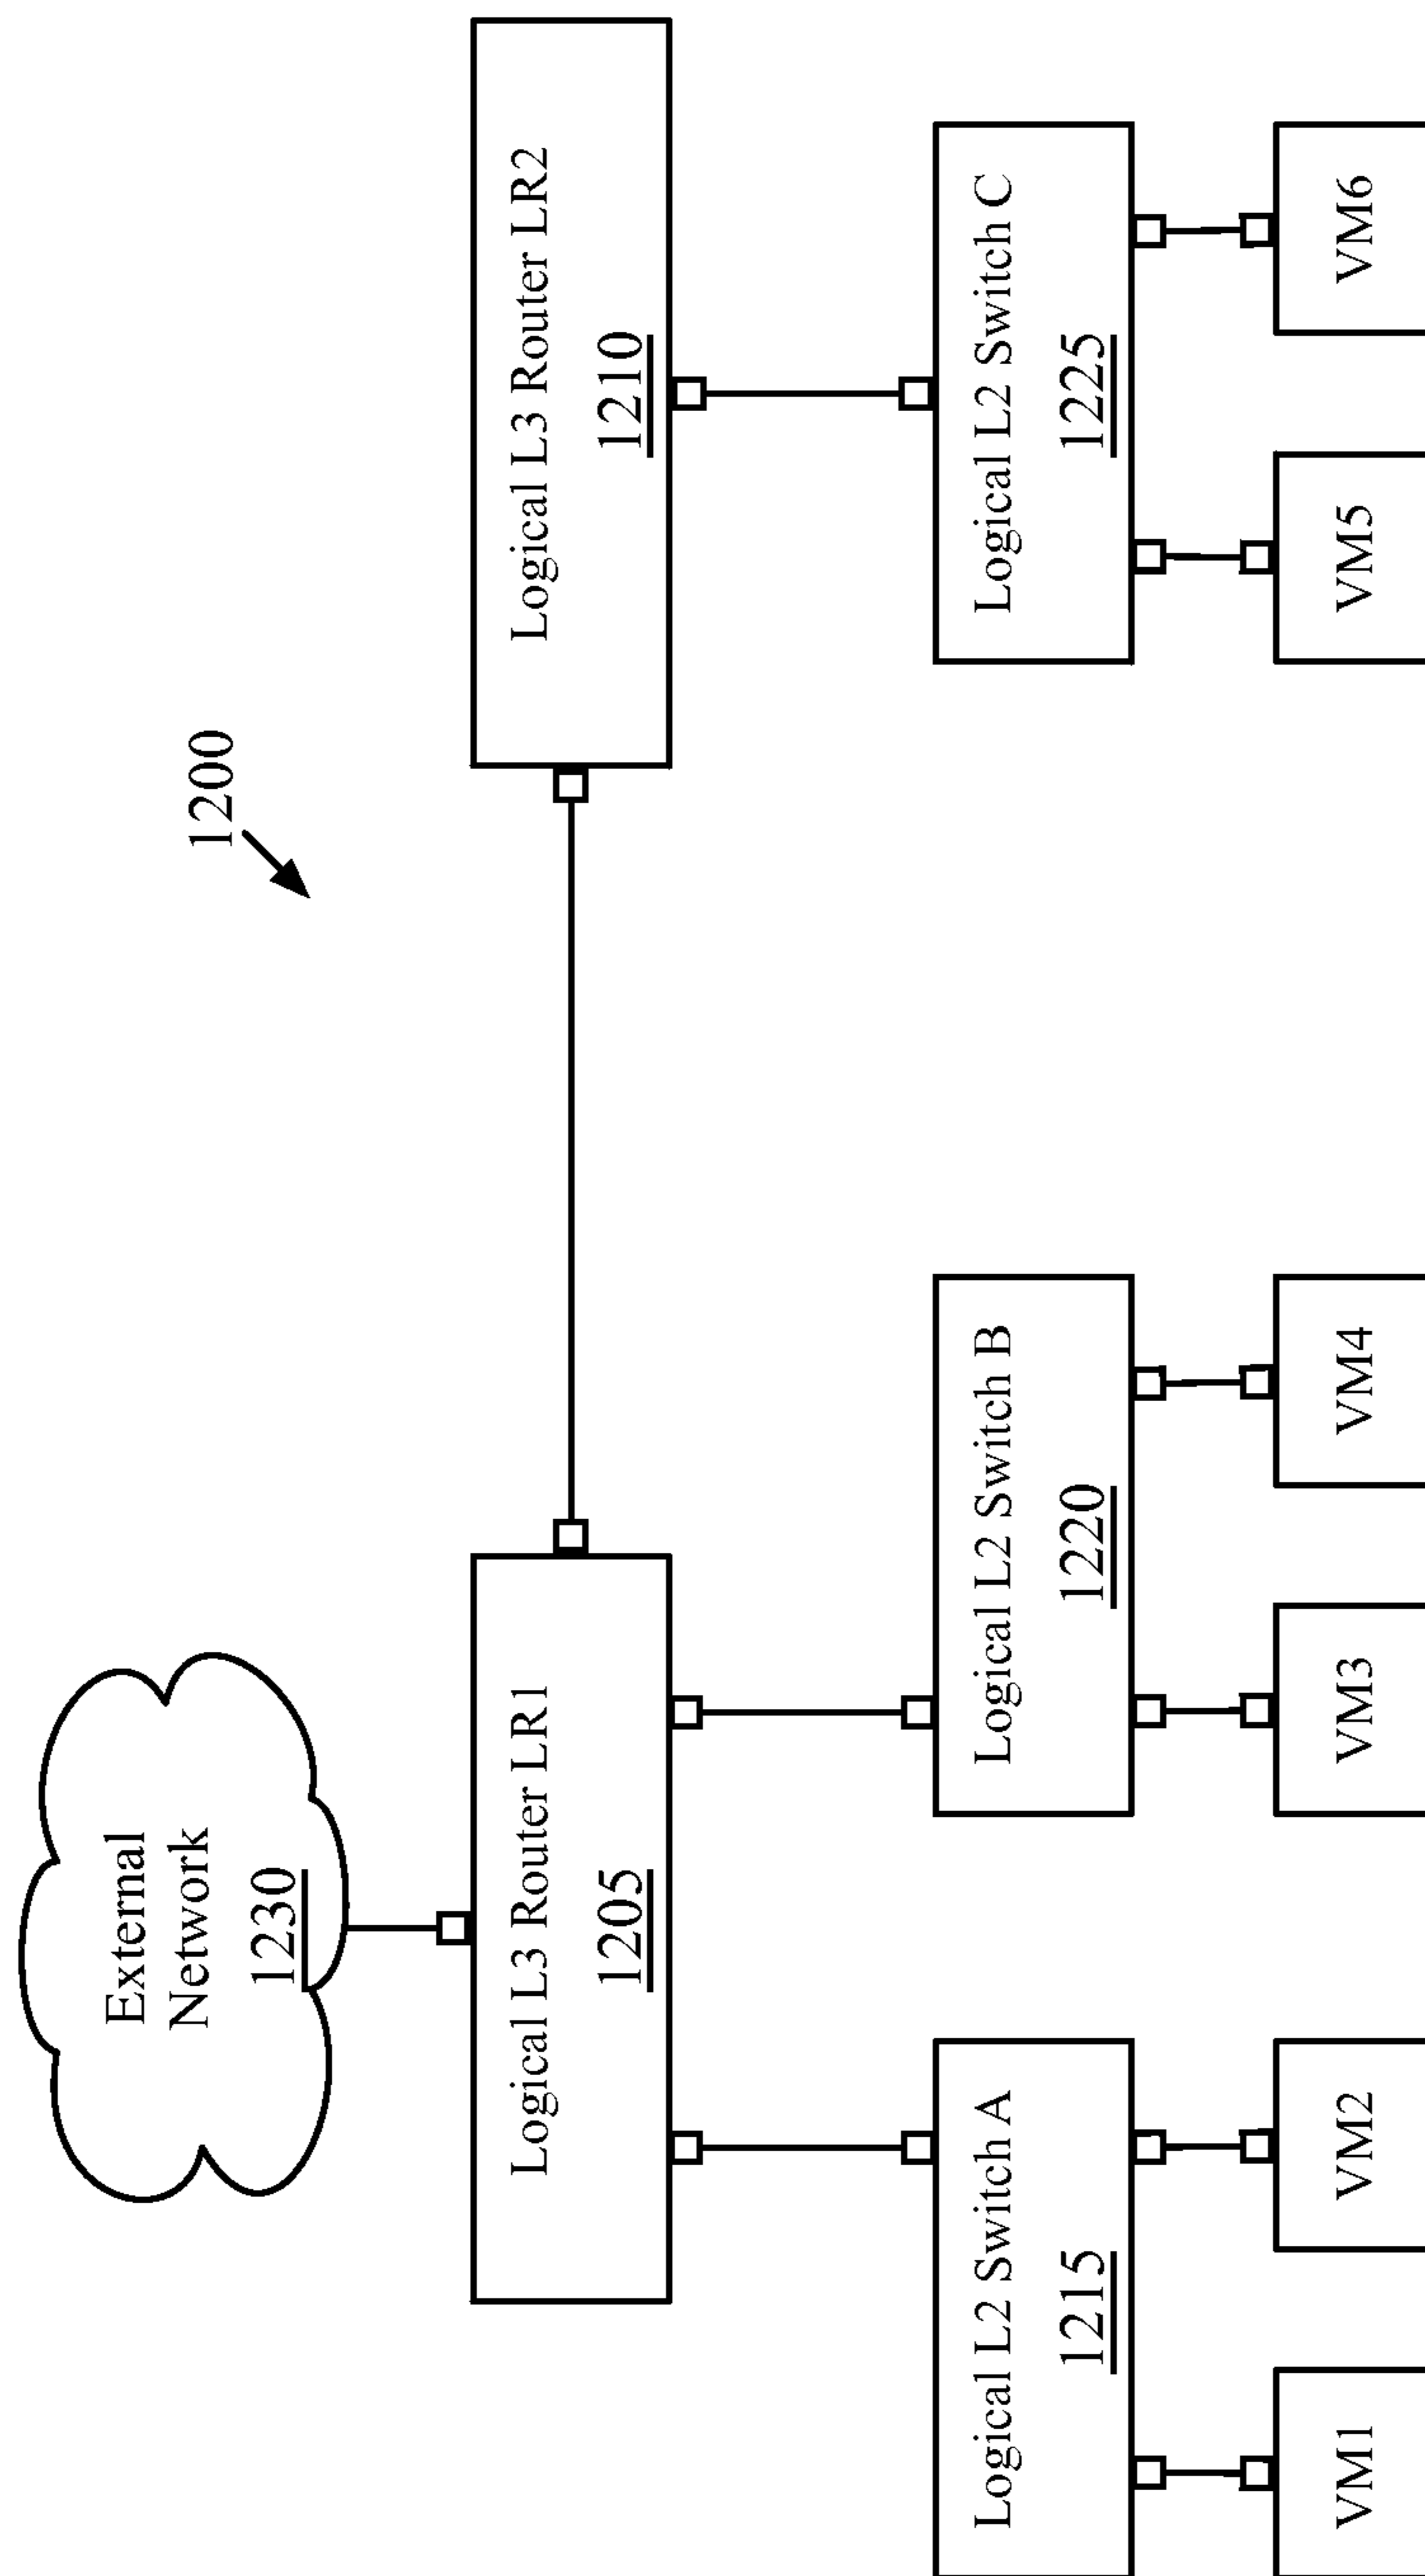 1200
External
Network
1230
Logical L3 Router LR1
1205
Logical L3 Router LR2
1210
Logical L2 Switch A
1215
Logical L2 Switch B
1220
Logical L2 Switch C
1225
VM1
VM2
VM3
VM4
VM5
VM6